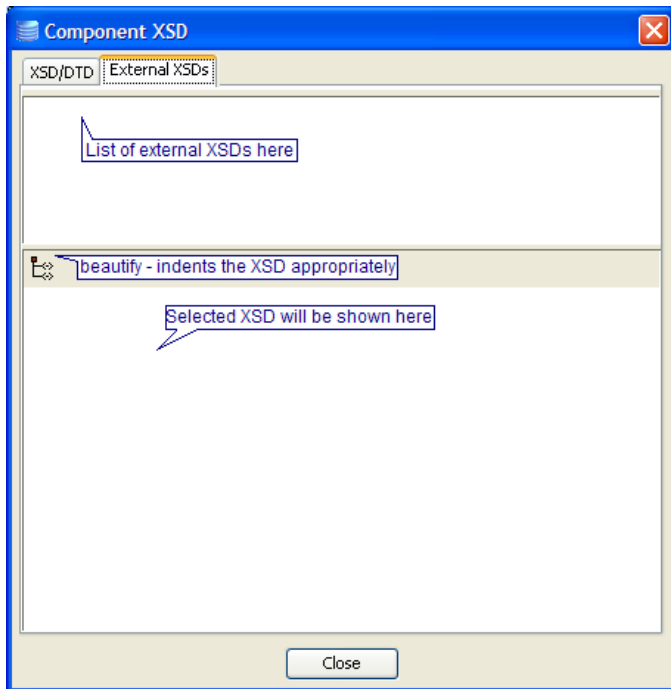 Component XSD
XSD/DTD External XSDs
List of external XSDs here
beautify - indents the XSD appropriately
Selected XSD will be shown here
Close